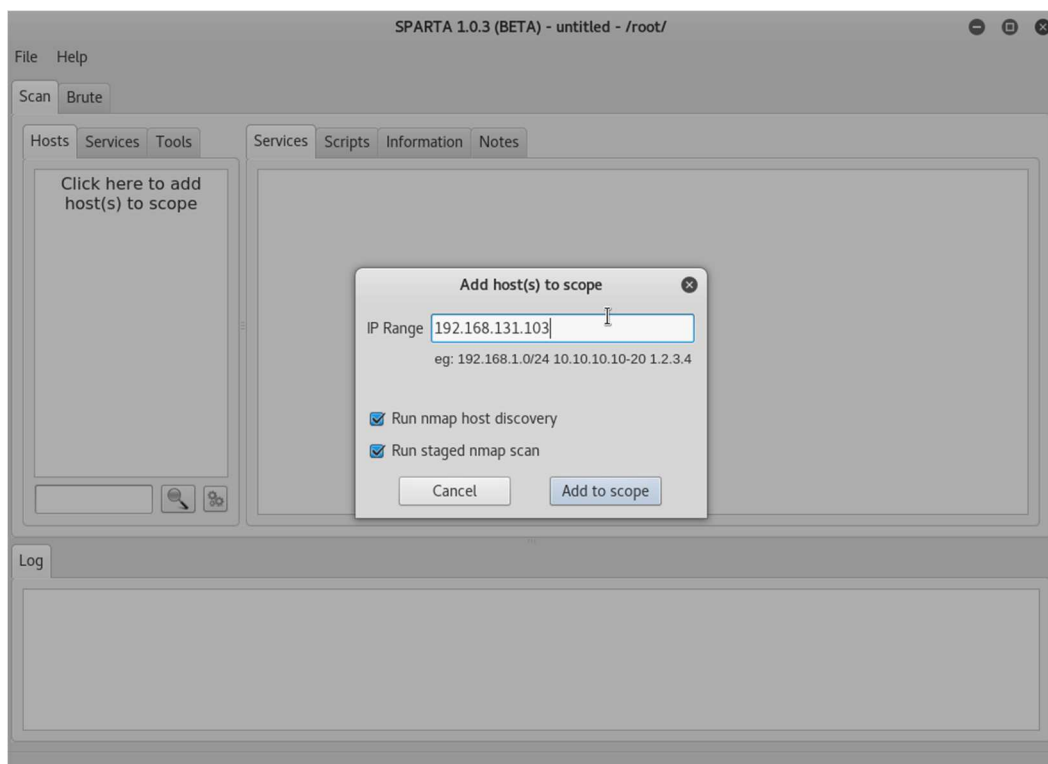 SPARTA 1.0.3 (BETA) - untitled - /root/
File Help
Scan Brute
Hosts Services Tools
Services Scripts Information Notes
Click here to add
host(s) to scope
Add host(s) to scope
IP Range 192.168.131.103
eg: 192.168.1.0/24 10.10.10.10-20 1.2.3.4
Run nmap host discovery
Run staged nmap scan
Cancel Add to scope
Log